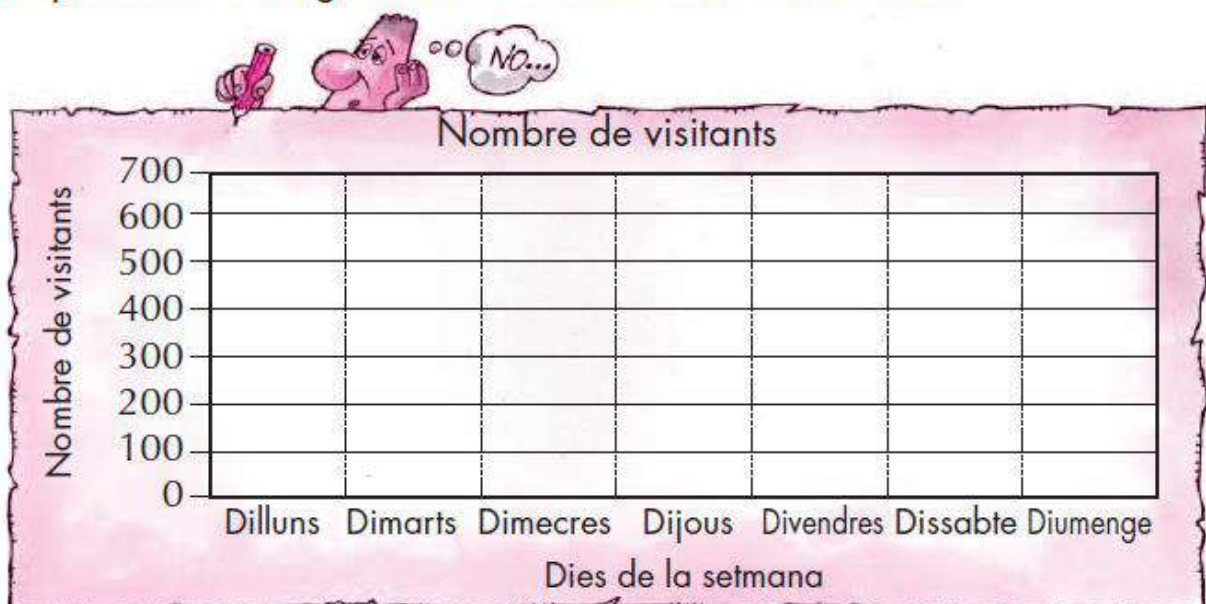 NO...
Nombre de visitants
Nombre de visitants
700
600
500
400
300
200
100
0
Dilluns Dimarts Dimecres Dijous Divendres Dissabte Diumenge
Dies de la setmana